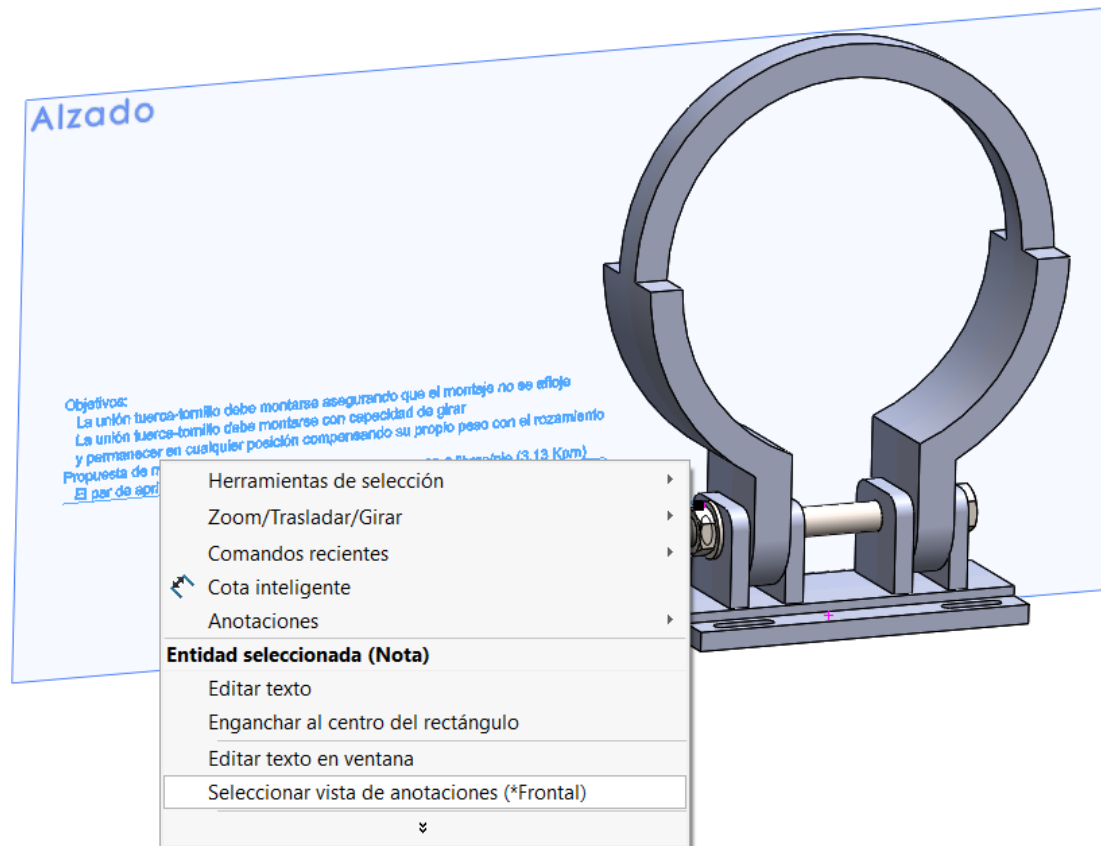 Alzado
Objetivos:
La unión tuerca-tornillo debe montarse asegurando que el montaje no se afloje
La unión tuerca-tornillo debe montarse con capacidad de girar
y permanecer en cualquier posición compensando su propio peso con el rozamiento
Propuesta de libras/pie (3.13 Kpm)
El par de apri
Herramientas de selección
Zoom/Trasladar/Girar
Comandos recientes
Cota inteligente
Anotaciones
Entidad seleccionada (Nota)
Editar texto
Enganchar al centro del rectángulo
Editar texto en ventana
Seleccionar vista de anotaciones (*Frontal)